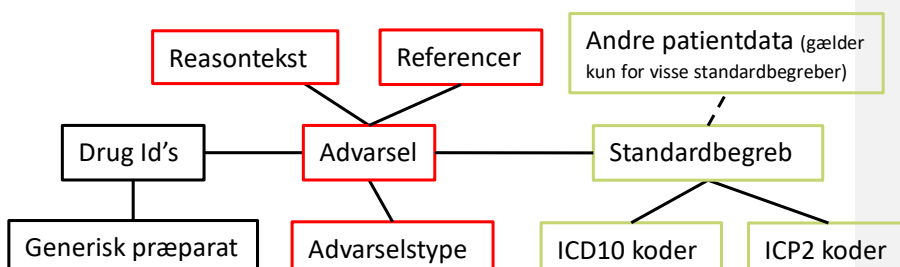 Reasontekst
Referencer
Andre patientdata (gælder
kun for visse standardbegreber)
Drug Id's
Advarsel
Standardbegreb
Generisk præparat
Advarselstype
ICD10 koder
ICP2 koder